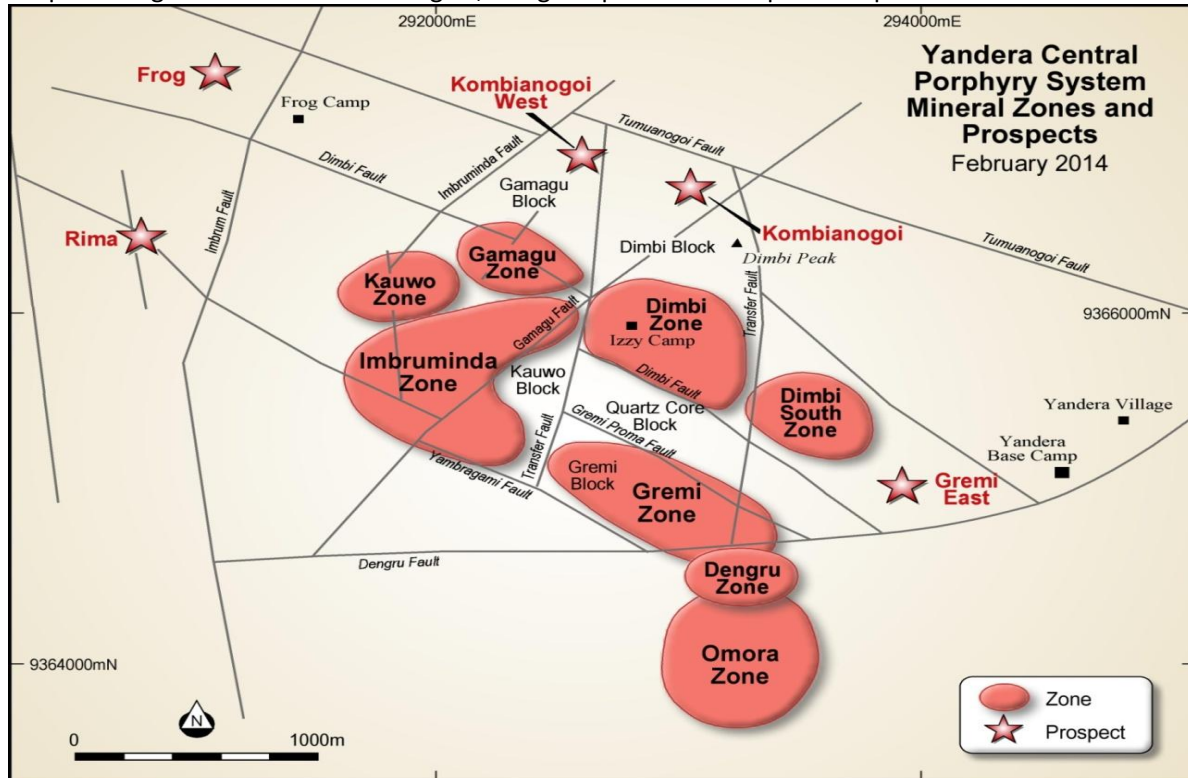 292000mE
294000mE
Yandera Central
Porphyry System
Mineral Zones and
Prospects
February 2014
Frog
Frog Camp
Kombianogoi
West
Tumuanogoi Fault
Dimbi Fault
Imbruminda Fault
Gamagu
Block
Imbrum Fault
Rima
Kombianogoi
Dimbi Block
Dimbi Peak
Tumuanogoi Fault
Gamagu
Zone
Kauwo
Zone
Transfer Fault
Dimbi
Zone
Izzy Camp
9366000mN
Gamagu Fault
Imbruminda
Zone
Kauwo
Block
Dimbi Fault
Dimbi
South
Zone
Quartz Core
Block
Yandera Village
Gremi Proma Fault
Yandera
Base Camp
Transfer Fault
Yambragami Fault
Gremi
Block
Gremi
Zone
Gremi
East
Dengru Fault
Dengru
Zone
Omora
Zone
9364000mN
N
0
1000m
Zone
Prospect